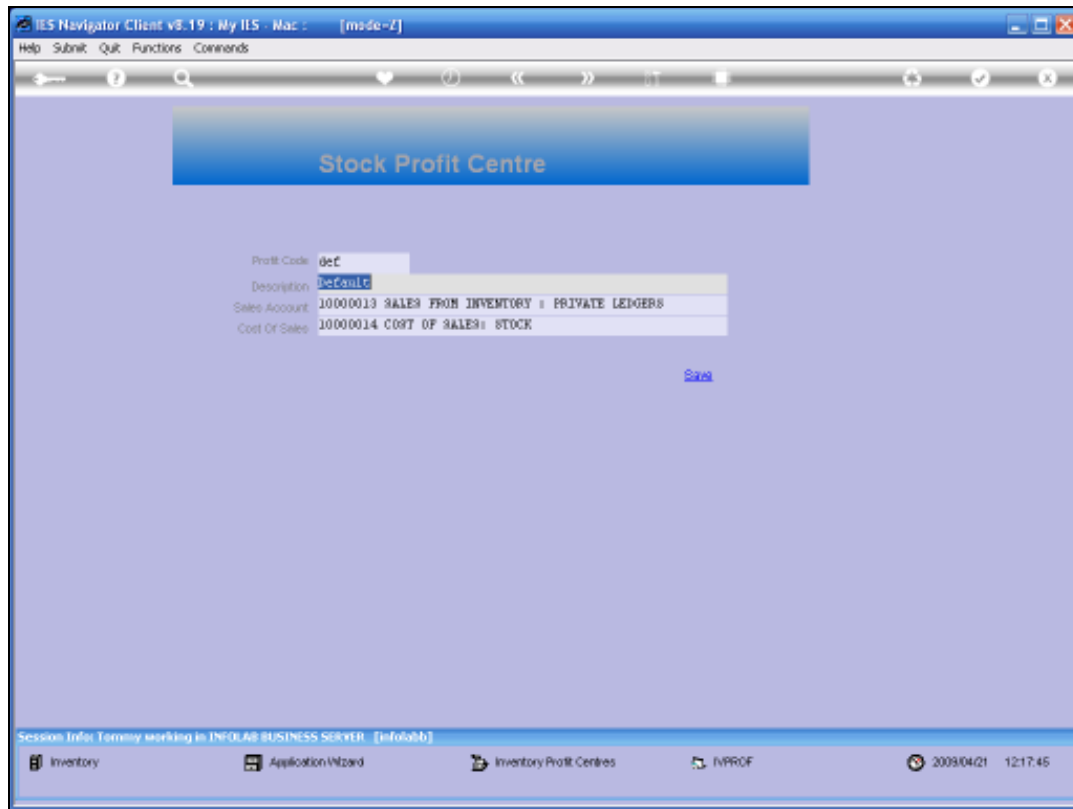 IES Navigator Client v8.19 : My IES - Mac : [mode=Z]
Help Submit Quit Functions Commands
Stock Profit Centre
Profit Code def
Description Default
Sales Account 10000013 SALES FROM INVENTORY : PRIVATE LEDGERS
Cost Of Sales 10000014 COST OF SALES: STOCK
Save
Session Info: Tommy working in INFOLAB BUSINESS SERVER [infolabb]
Inventory Application Wizard Inventory Profit Centres IVPROF 2009/04/21 12:17:45